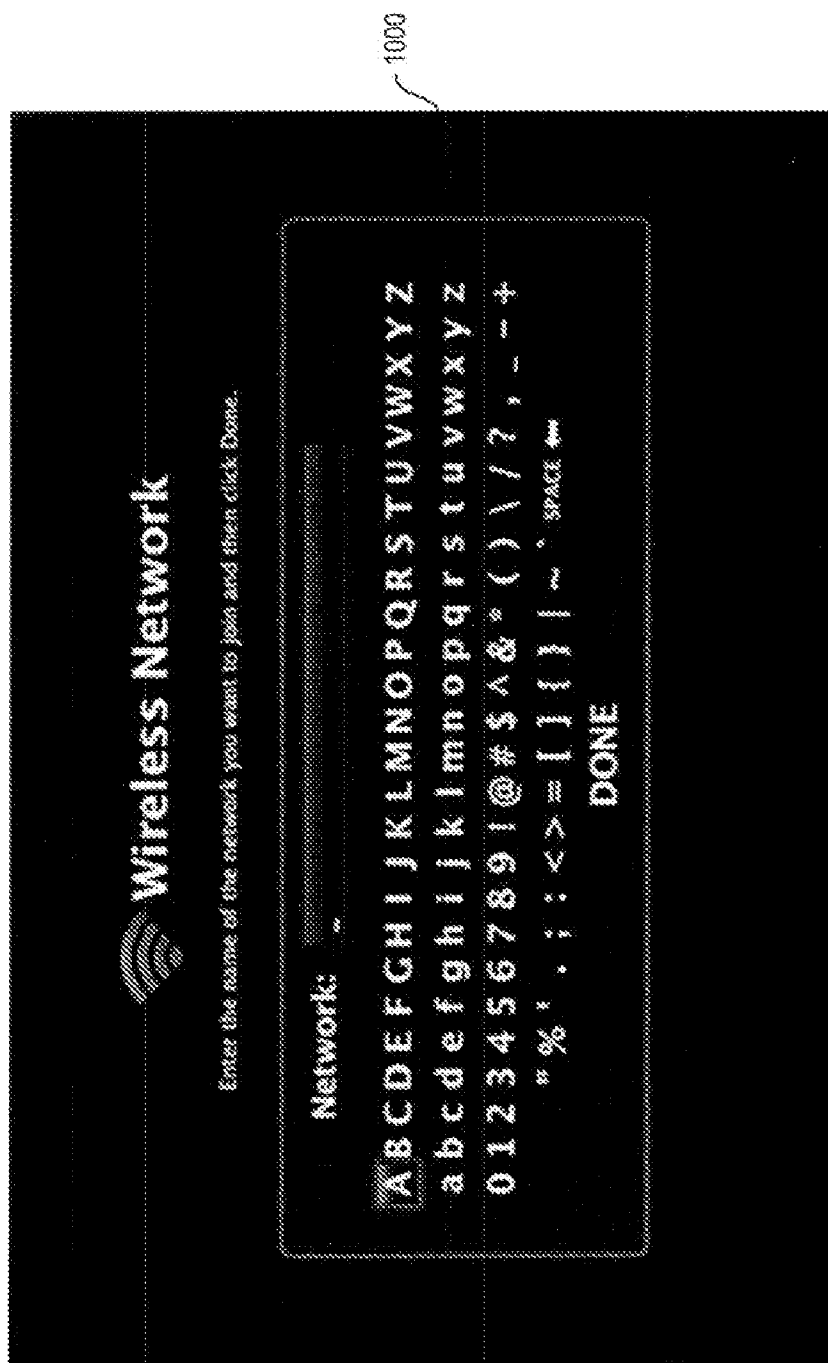 1000
Wireless Network
Enter the name of the network you want to join and then click Done.
Network:
A B C D E F G H I J K L M N O P Q R S T U V W X Y Z
a b c d e f g h i j k l m n o p q r s t u v w x y z
0 1 2 3 4 5 6 7 8 9 ! @ # $ ^ & * ( ) \ / ? , _ - +
" % ' . ; : < > = [ ] { } | ~ ` SPACE ←
DONE